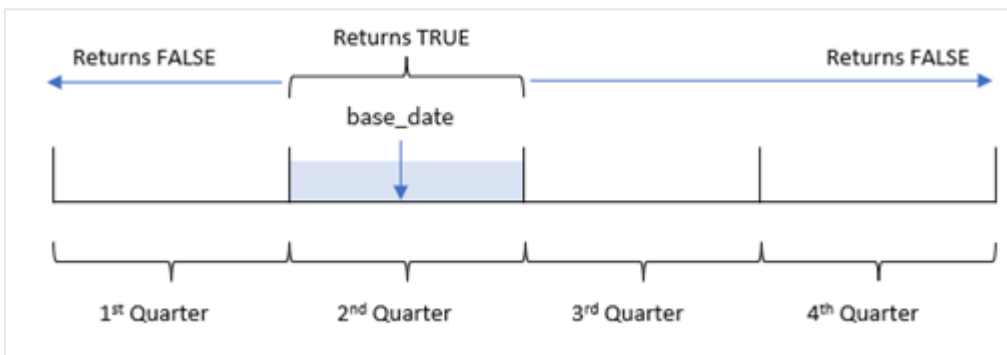 Returns TRUE
Returns FALSE
Returns FALSE
base_date
1st Quarter
2nd Quarter
3rd Quarter
4th Quarter